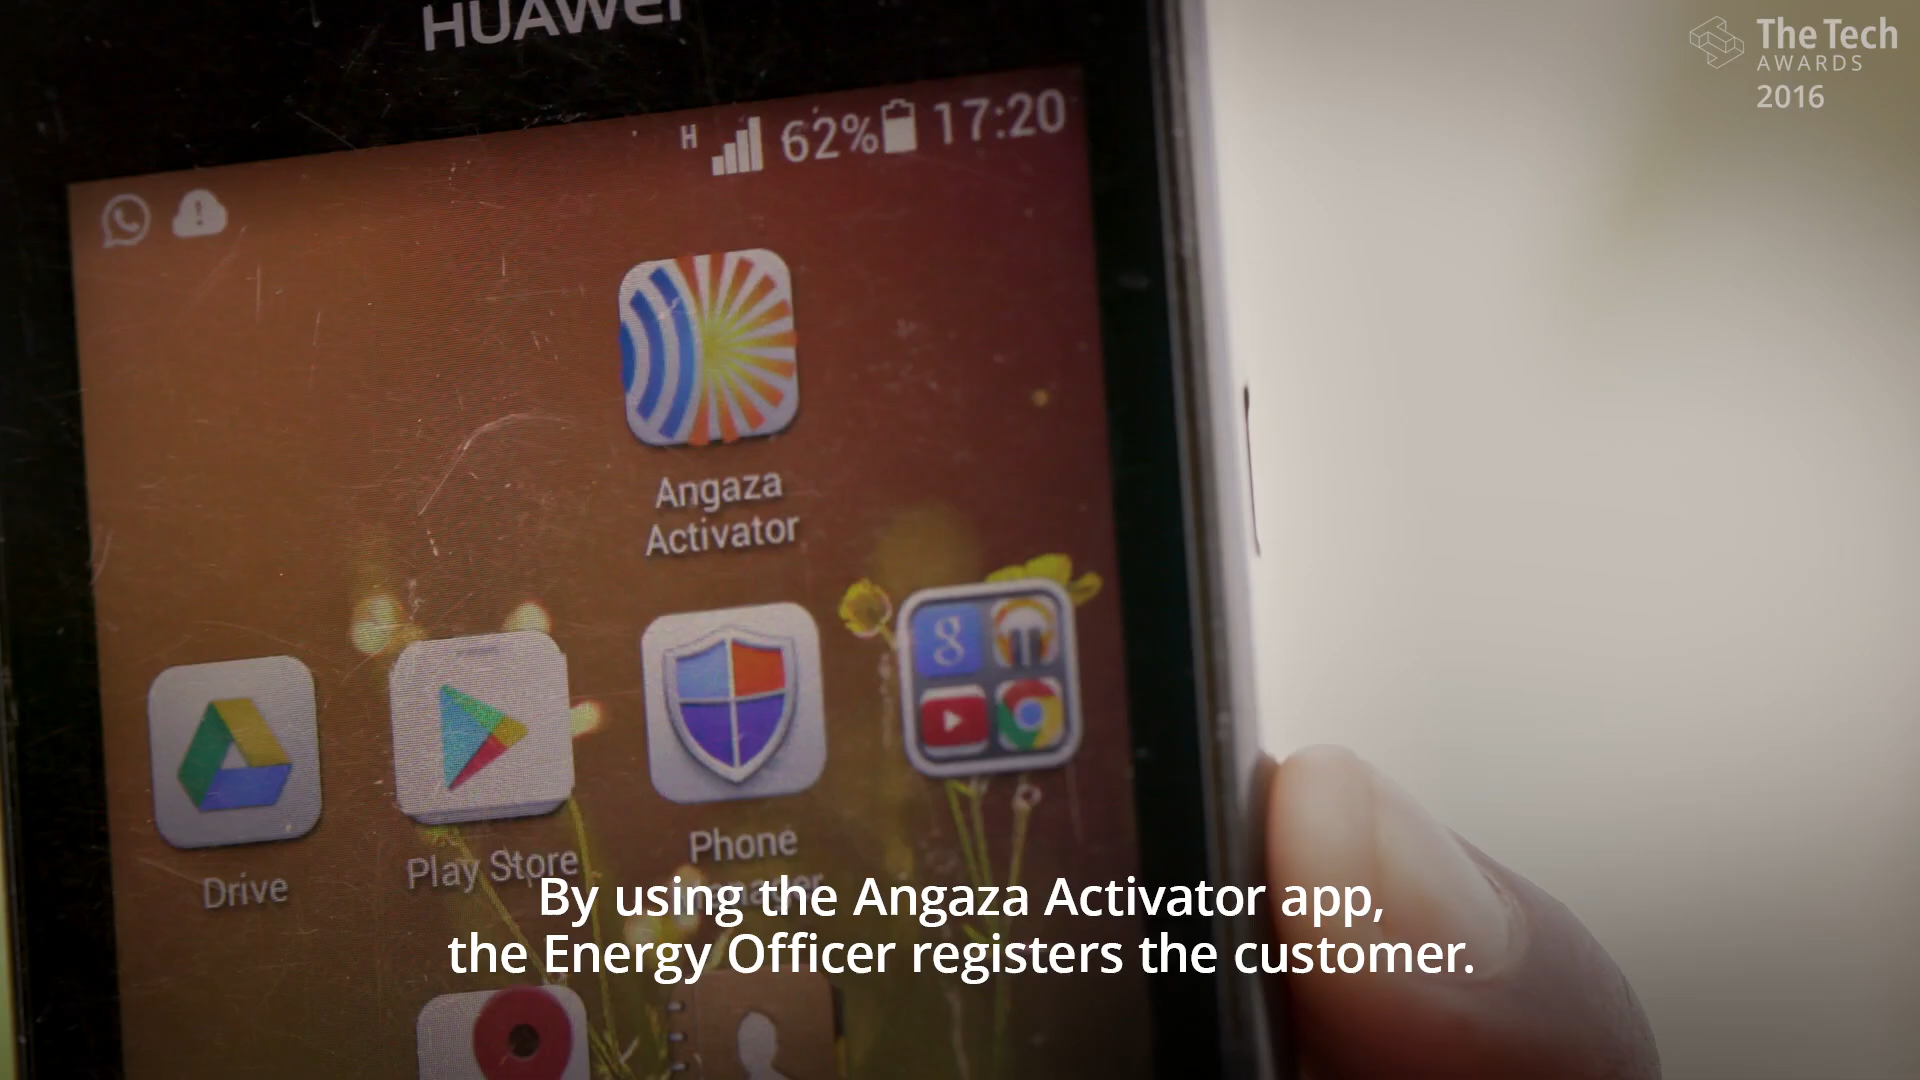 HUAWEI
The Tech
AWARDS
2016
H 62% 17:20
Angaza
Activator
Drive
Play Store
Phone
g
By using the Angaza Activator app,
the Energy Officer registers the customer.